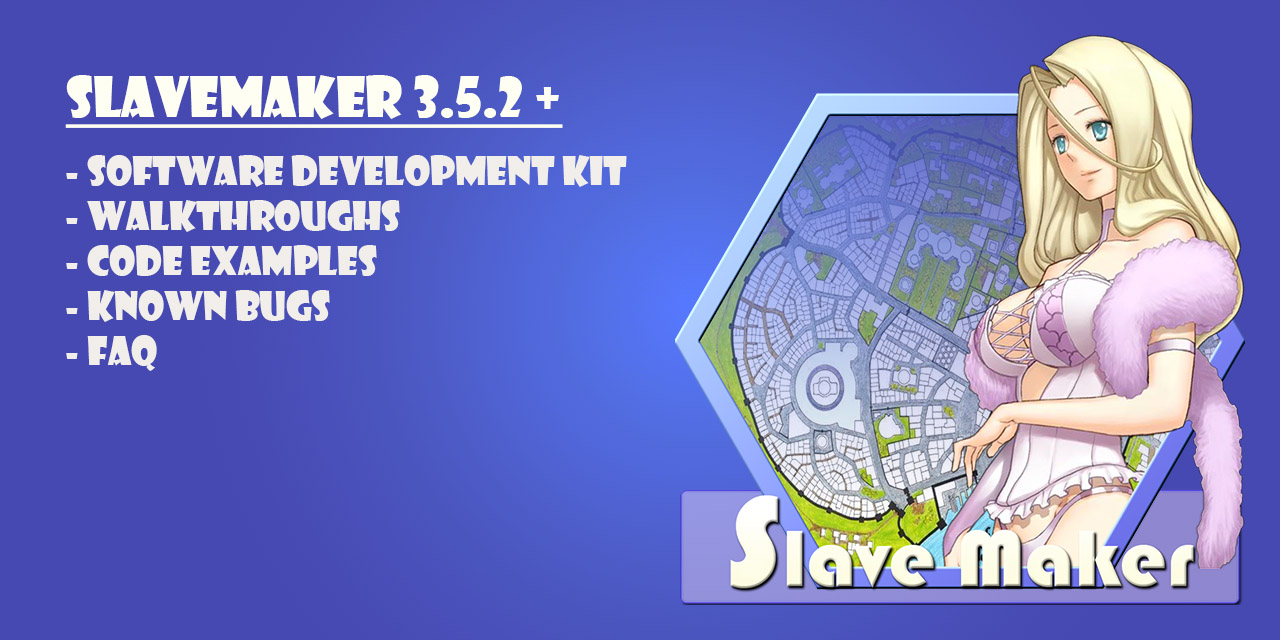 SLAVEMAKER 3.5.2 +
- SOFTWARE DEVELOPMENT KIT
- WALKTHROUGHS
- CODE EXAMPLES
- KNOWN BUGS
- FAQ
Slave Maker